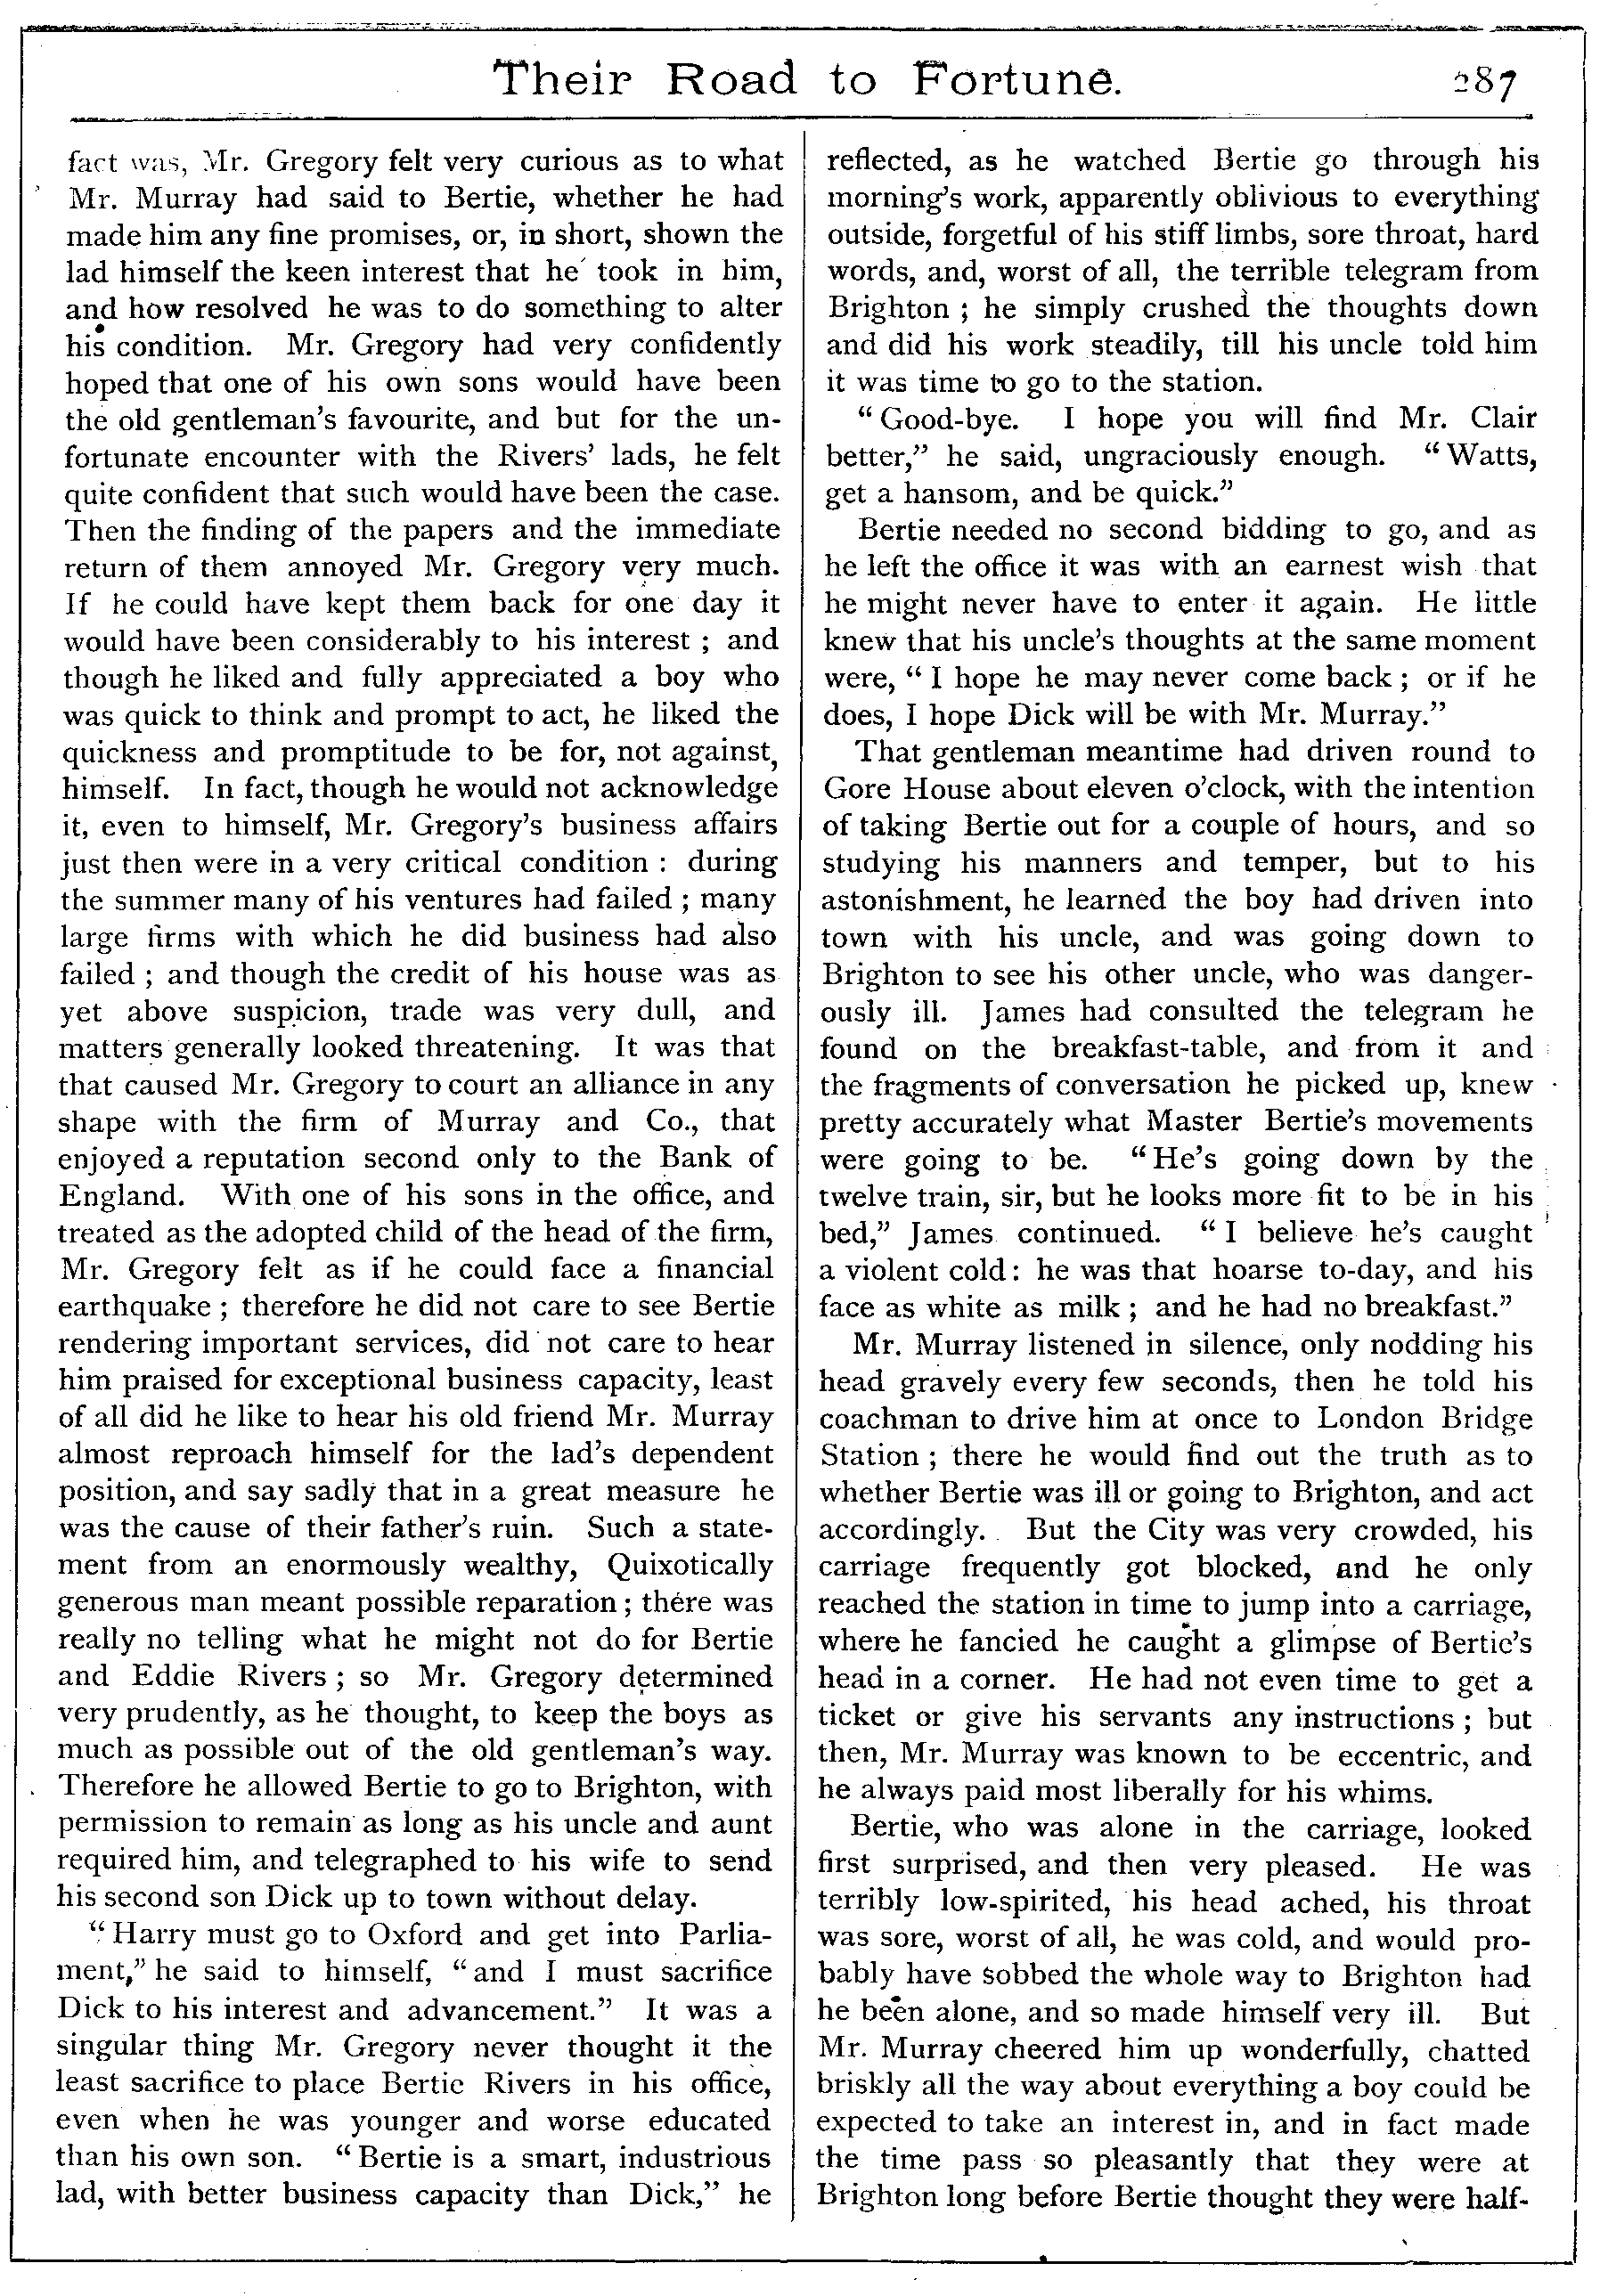 Their Road to Fortune.
287
fact was, Mr. Gregory felt very curious as to what
Mr. Murray had said to Bertie, whether he had
made him any fine promises, or, in short, shown the
lad himself the keen interest that he took in him,
and how resolved he was to do something to alter
his condition. Mr. Gregory had very confidently
hoped that one of his own sons would have been
the old gentleman's favourite, and but for the un-
fortunate encounter with the Rivers' lads, he felt
quite confident that such would have been the case.
Then the finding of the papers and the immediate
return of them annoyed Mr. Gregory very much.
If he could have kept them back for one day it
would have been considerably to his interest ; and
though he liked and fully appreciated a boy who
was quick to think and prompt to act, he liked the
quickness and promptitude to be for, not against,
himself. In fact, though he would not acknowledge
it, even to himself, Mr. Gregory's business affairs
just then were in a very critical condition : during
the summer many of his ventures had failed ; many
large firms with which he did business had also
failed ; and though the credit of his house was as
yet above suspicion, trade was very dull, and
matters generally looked threatening. It was that
that caused Mr. Gregory to court an alliance in any
shape with the firm of Murray and Co., that
enjoyed a reputation second only to the Bank of
England. With one of his sons in the office, and
treated as the adopted child of the head of the firm,
Mr. Gregory felt as if he could face a financial
earthquake ; therefore he did not care to see Bertie
rendering important services, did not care to hear
him praised for exceptional business capacity, least
of all did he like to hear his old friend Mr. Murray
almost reproach himself for the lad's dependent
position, and say sadly that in a great measure he
was the cause of their father's ruin. Such a state-
ment from an enormously wealthy, Quixotically
generous man meant possible reparation ; there was
really no telling what he might not do for Bertie
and Eddie Rivers ; so Mr. Gregory determined
very prudently, as he thought, to keep the boys as
much as possible out of the old gentleman's way.
Therefore he allowed Bertie to go to Brighton, with
permission to remain as long as his uncle and aunt
required him, and telegraphed to his wife to send
his second son Dick up to town without delay.
"Harry must go to Oxford and get into Parlia-
ment," he said to himself, "and I must sacrifice
Dick to his interest and advancement." It was a
singular thing Mr. Gregory never thought it the
least sacrifice to place Bertie Rivers in his office,
even when he was younger and worse educated
than his own son. "Bertie is a smart, industrious
lad, with better business capacity than Dick," he
reflected, as he watched Bertie go through his
morning's work, apparently oblivious to everything
outside, forgetful of his stiff limbs, sore throat, hard
words, and, worst of all, the terrible telegram from
Brighton ; he simply crushed the thoughts down
and did his work steadily, till his uncle told him
it was time to go to the station.
"Good-bye. I hope you will find Mr. Clair
better," he said, ungraciously enough. "Watts,
get a hansom, and be quick."
Bertie needed no second bidding to go, and as
he left the office it was with an earnest wish that
he might never have to enter it again. He little
knew that his uncle's thoughts at the same moment
were, "I hope he may never come back ; or if he
does, I hope Dick will be with Mr. Murray."
That gentleman meantime had driven round to
Gore House about eleven o'clock, with the intention
of taking Bertie out for a couple of hours, and so
studying his manners and temper, but to his
astonishment, he learned the boy had driven into
town with his uncle, and was going down to
Brighton to see his other uncle, who was danger-
ously ill. James had consulted the telegram he
found on the breakfast-table, and from it and
the fragments of conversation he picked up, knew
pretty accurately what Master Bertie's movements
were going to be. "He's going down by the
twelve train, sir, but he looks more fit to be in his
bed," James continued. "I believe he's caught
a violent cold : he was that hoarse to-day, and his
face as white as milk ; and he had no breakfast."
Mr. Murray listened in silence, only nodding his
head gravely every few seconds, then he told his
coachman to drive him at once to London Bridge
Station ; there he would find out the truth as to
whether Bertie was ill or going to Brighton, and act
accordingly. But the City was very crowded, his
carriage frequently got blocked, and he only
reached the station in time to jump into a carriage,
where he fancied he caught a glimpse of Bertie's
head in a corner. He had not even time to get a
ticket or give his servants any instructions ; but
then, Mr. Murray was known to be eccentric, and
he always paid most liberally for his whims.
Bertie, who was alone in the carriage, looked
first surprised, and then very pleased. He was
terribly low-spirited, his head ached, his throat
was sore, worst of all, he was cold, and would pro-
bably have sobbed the whole way to Brighton had
he been alone, and so made himself very ill. But
Mr. Murray cheered him up wonderfully, chatted
briskly all the way about everything a boy could be
expected to take an interest in, and in fact made
the time pass so pleasantly that they were at
Brighton long before Bertie thought they were half-